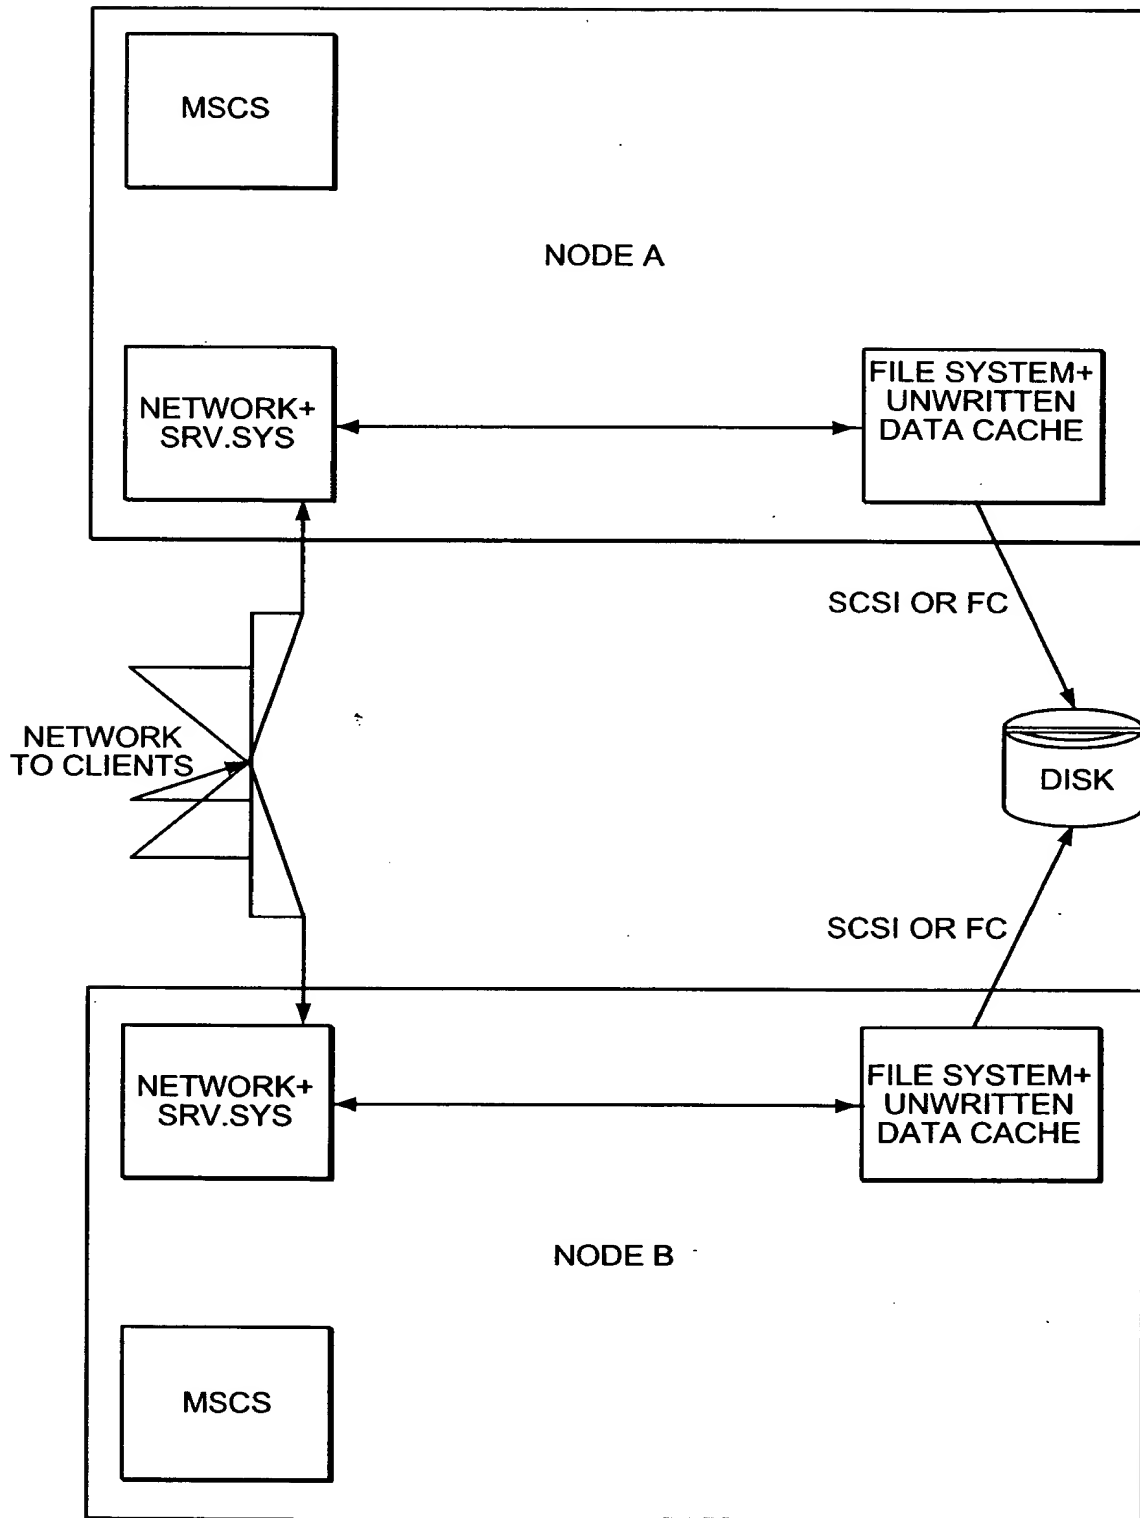 MSCS
NODE A
NETWORK+
SRV.SYS
FILE SYSTEM+
UNWRITTEN
DATA CACHE
SCSI OR FC
NETWORK
TO CLIENTS
DISK
SCSI OR FC
NETWORK+
SRV.SYS
FILE SYSTEM+
UNWRITTEN
DATA CACHE
NODE B
MSCS